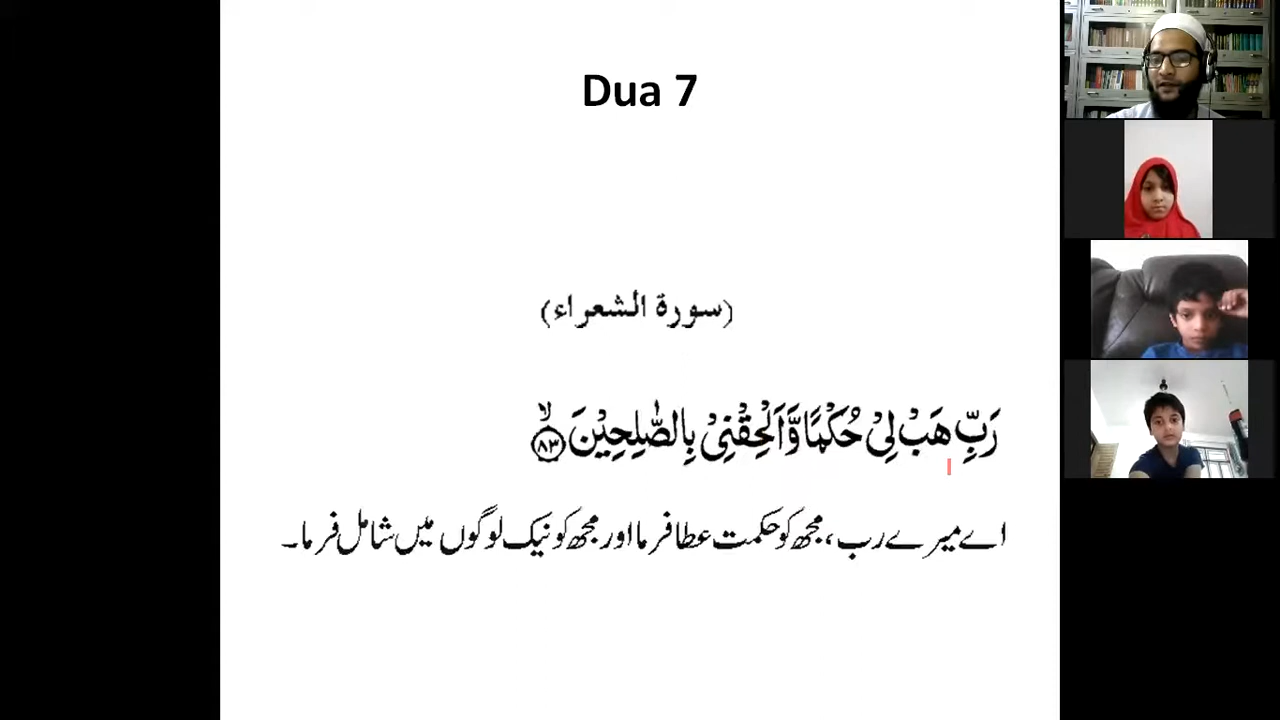 Dua 7
(سورة الشعراء)
رَبِّ هَبْ لِيْ حُكْمًا وَّاَلْحِقْنِيْ بِالصّٰلِحِيْنَ ۙ﴿۸۳﴾
اے میرے رب، مجھ کو حکمت عطا فرما اور مجھ کو نیک لوگوں میں شامل فرما۔